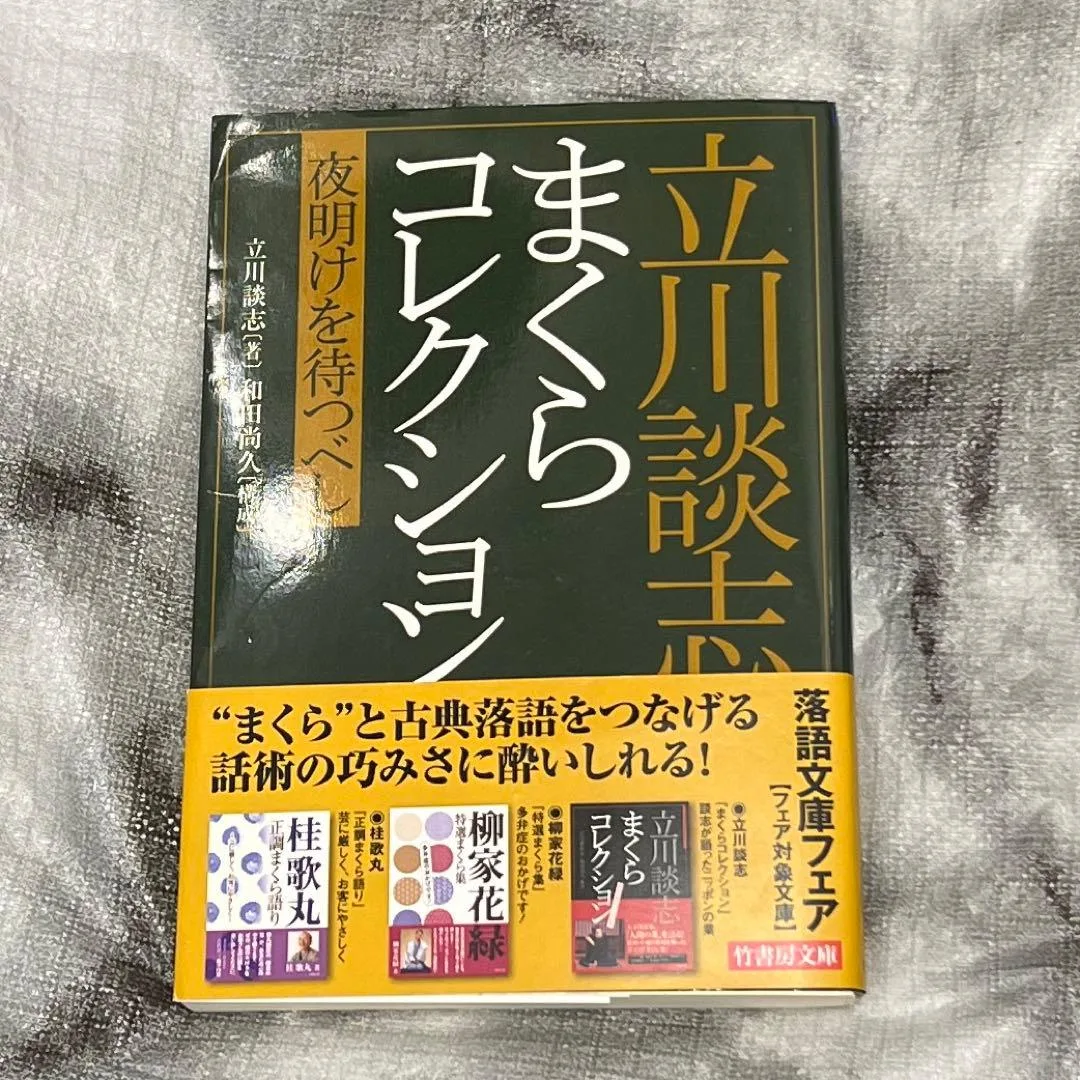 立川談志
まくら
コレクション
夜明けを待つべし
立川談志[著] 和田尚久[構成]
“まくら”と古典落語をつなげる
話術の巧みさに酔いしれる!
落語文庫フェア
[フェア対象文庫]
●立川談志
『まくらコレクション』
談志が語ったニッポンの業
立川談志
まくら
コレクション
●柳家花緑
『特選まくら集』
多弁症のおかげです!
柳家花緑
特選まくら集
多弁症のおかげです!
●桂歌丸
『正調まくら語り』
芸に厳しく、お客にやさしく
桂歌丸
正調まくら語り
竹書房文庫